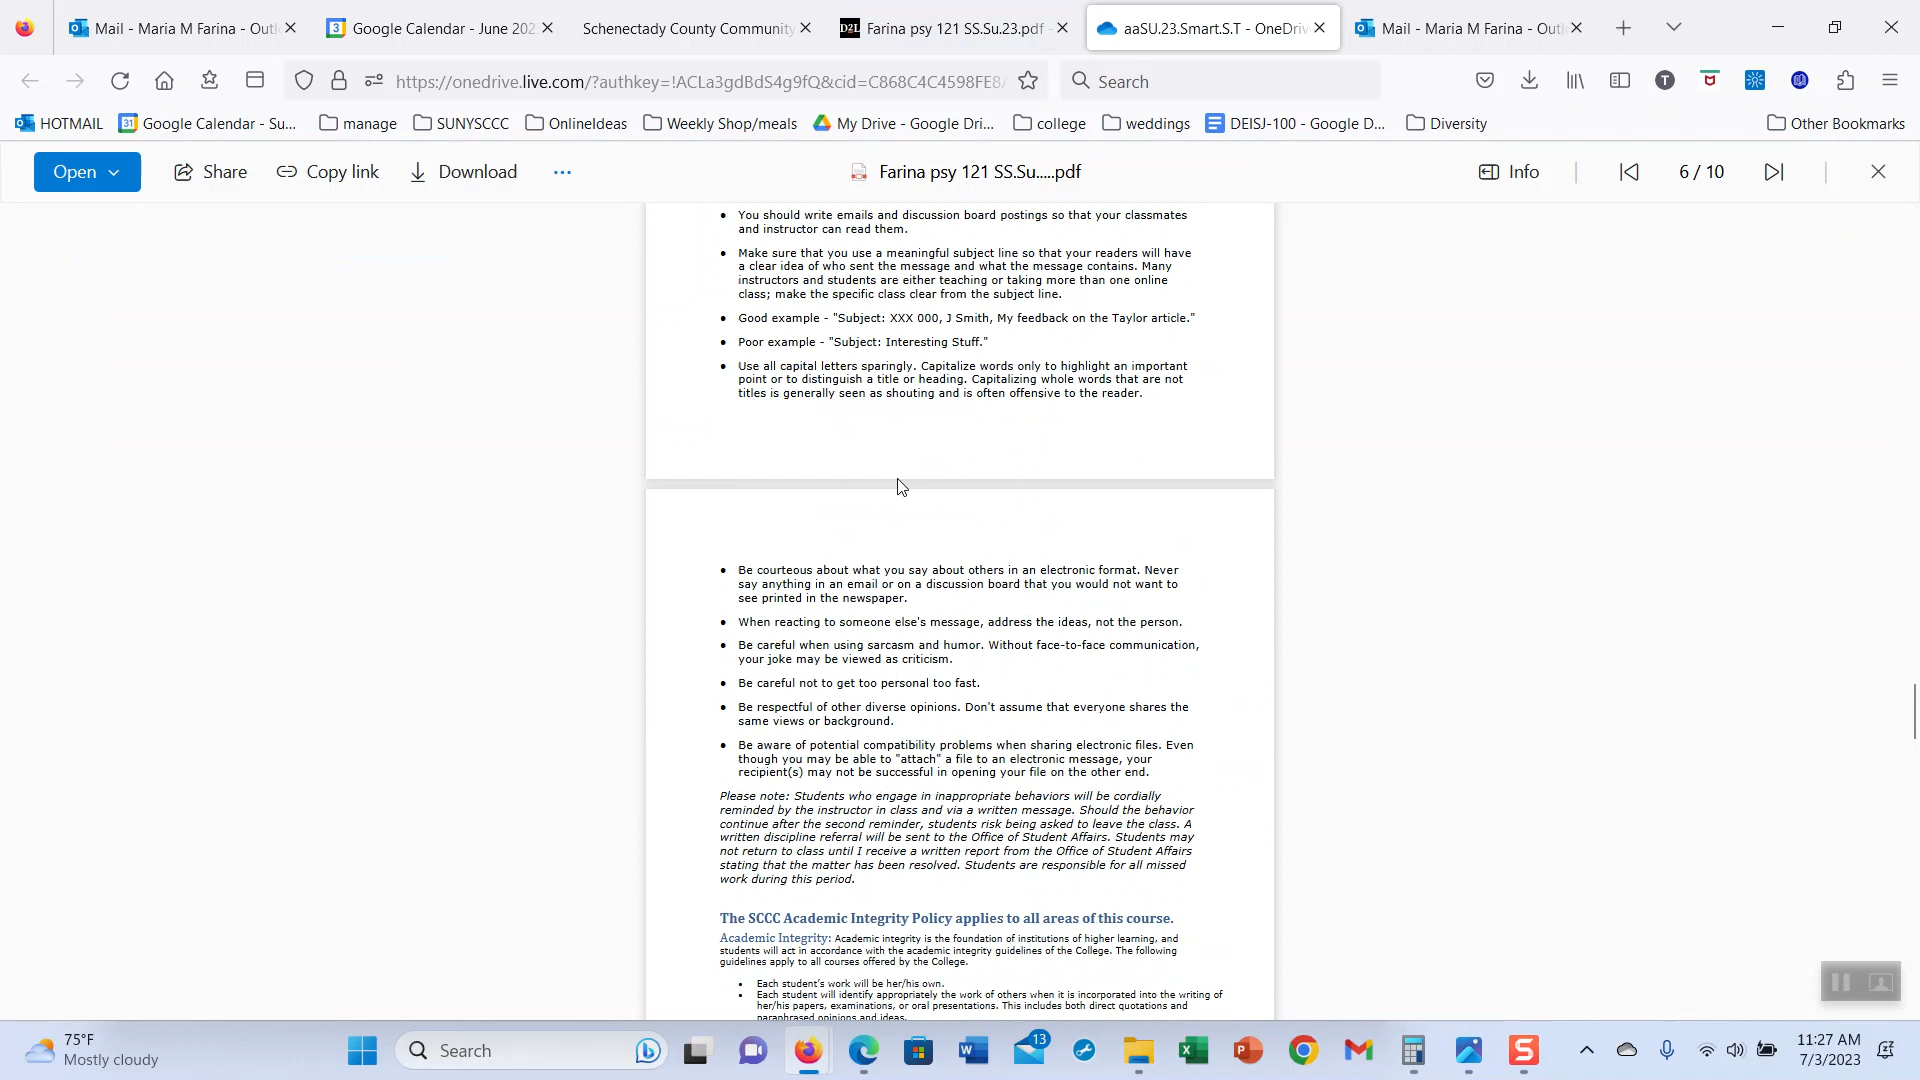 Mail - Maria M Farina - Outl
Google Calendar - June 202
Schenectady County Community
D2L Farina psy 121 SS.Su.23.pdf -
aaSU.23.Smart.S.T - OneDriv
Mail - Maria M Farina - Outl
https://onedrive.live.com/?authkey=!ACLa3gdBdS4g9fQ&cid=C868C4C4598FE8A
Search
HOTMAIL
Google Calendar - Su...
manage
SUNYSCCC
OnlineIdeas
Weekly Shop/meals
My Drive - Google Dri...
college
weddings
DEISJ-100 - Google D...
Diversity
Other Bookmarks
Open
Share
Copy link
Download
Farina psy 121 SS.Su.....pdf
Info
6 / 10
• You should write emails and discussion board postings so that your classmates
and instructor can read them.
• Make sure that you use a meaningful subject line so that your readers will have
a clear idea of who sent the message and what the message contains. Many
instructors and students are either teaching or taking more than one online
class; make the specific class clear from the subject line.
• Good example - "Subject: XXX 000, J Smith, My feedback on the Taylor article."
• Poor example - "Subject: Interesting Stuff."
• Use all capital letters sparingly. Capitalize words only to highlight an important
point or to distinguish a title or heading. Capitalizing whole words that are not
titles is generally seen as shouting and is often offensive to the reader.
• Be courteous about what you say about others in an electronic format. Never
say anything in an email or on a discussion board that you would not want to
see printed in the newspaper.
• When reacting to someone else's message, address the ideas, not the person.
• Be careful when using sarcasm and humor. Without face-to-face communication,
your joke may be viewed as criticism.
• Be careful not to get too personal too fast.
• Be respectful of other diverse opinions. Don't assume that everyone shares the
same views or background.
• Be aware of potential compatibility problems when sharing electronic files. Even
though you may be able to "attach" a file to an electronic message, your
recipient(s) may not be successful in opening your file on the other end.
Please note: Students who engage in inappropriate behaviors will be cordially
reminded by the instructor in class and via a written message. Should the behavior
continue after the second reminder, students risk being asked to leave the class. A
written discipline referral will be sent to the Office of Student Affairs. Students may
not return to class until I receive a written report from the Office of Student Affairs
stating that the matter has been resolved. Students are responsible for all missed
work during this period.
The SCCC Academic Integrity Policy applies to all areas of this course.
Academic Integrity: Academic integrity is the foundation of institutions of higher learning, and
students will act in accordance with the academic integrity guidelines of the College. The following
guidelines apply to all courses offered by the College.
• Each student's work will be her/his own.
• Each student will identify appropriately the work of others when it is incorporated into the writing of
her/his papers, examinations, or oral presentations. This includes both direct quotations and
paraphrased opinions and ideas.
75°F
Mostly cloudy
Search
13
11:27 AM
7/3/2023